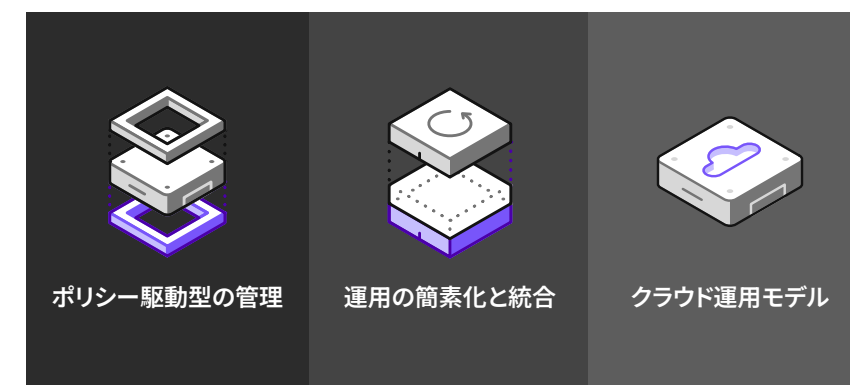 ポリシー駆動型の管理
運用の簡素化と統合
クラウド運用モデル